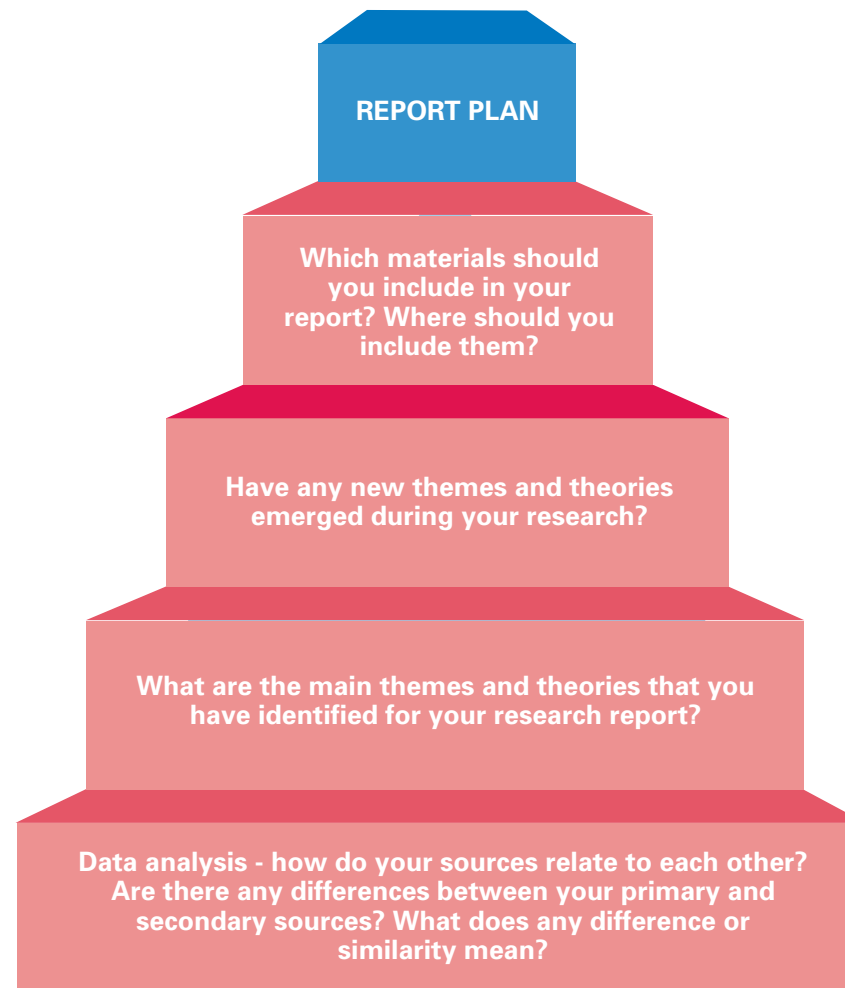 REPORT PLAN
Which materials should
you include in your
report? Where should you
include them?
Have any new themes and theories
emerged during your research?
What are the main themes and theories that you
have identified for your research report?
Data analysis - how do your sources relate to each other?
Are there any differences between your primary and
secondary sources? What does any difference or
similarity mean?